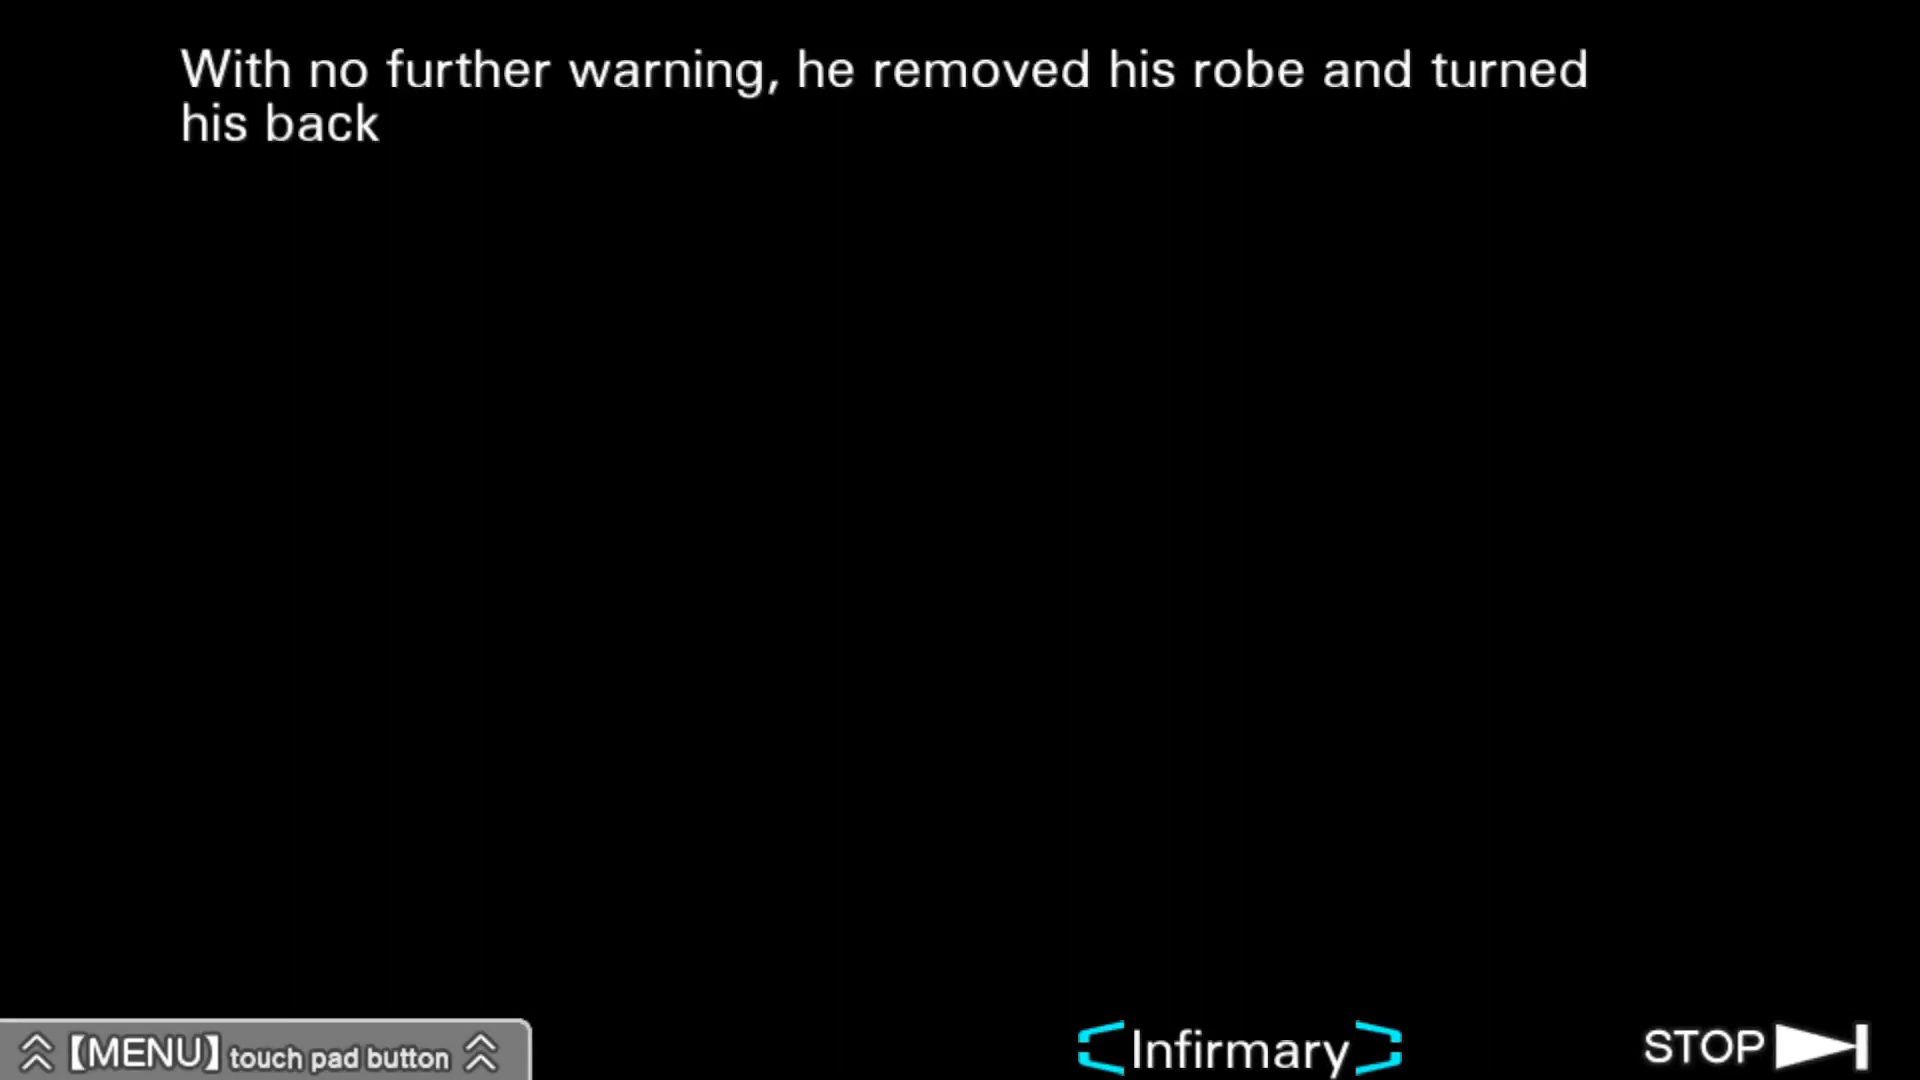 With no further warning, he removed his robe and turned
his back
【MENU】 touch pad button
Infirmary
STOP